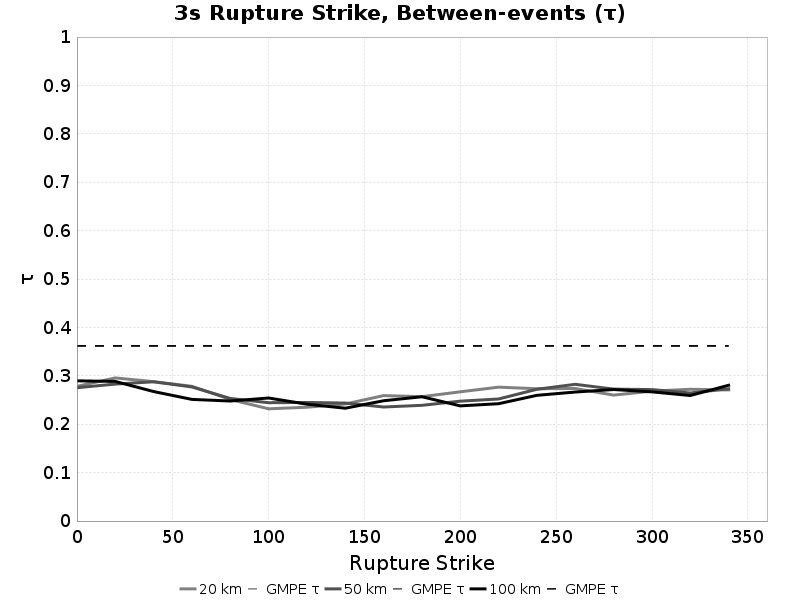 3s Rupture Strike, Between-events (τ)
1
0.9
0.8
0.7
0.6
0.5
0.4
0.3
0.2
0.1
0
τ
0 50 100 150 200 250 300 350
Rupture Strike
20 km GMPE τ 50 km GMPE τ 100 km GMPE τ